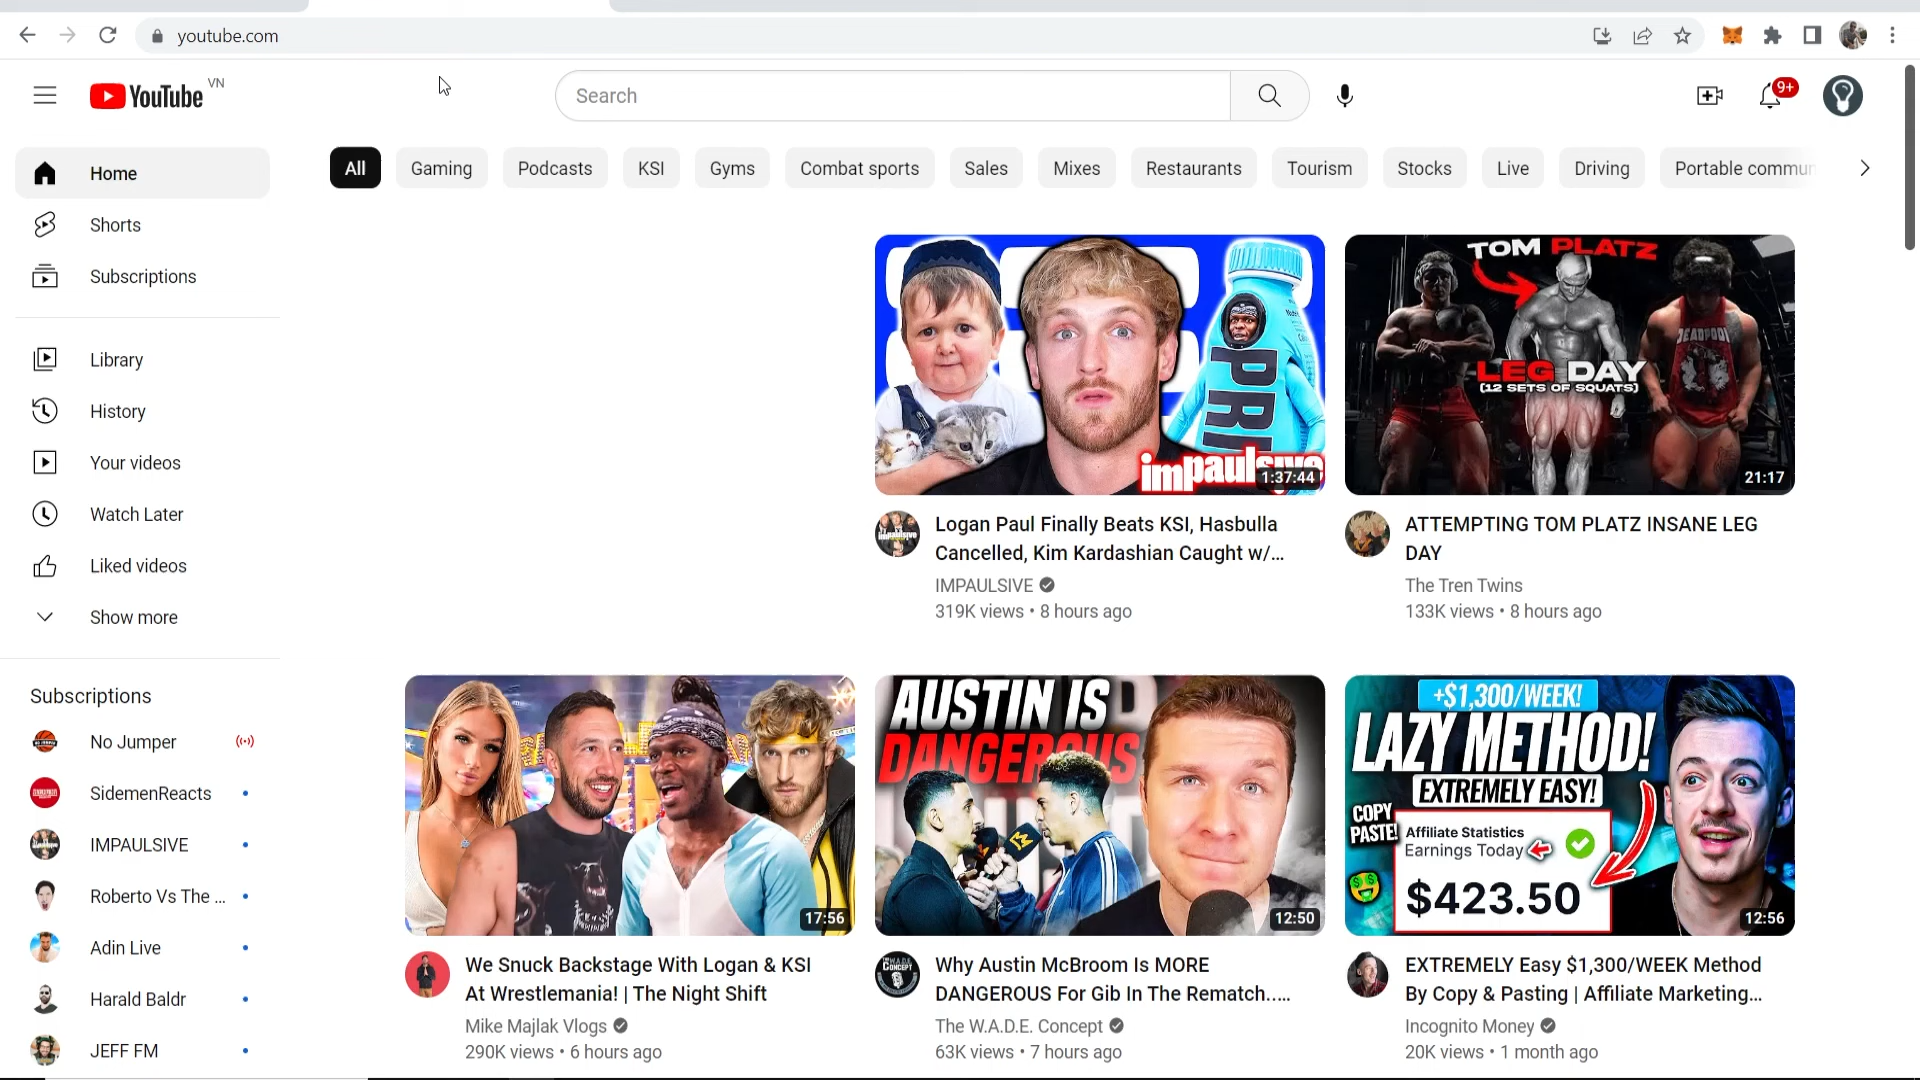 youtube.com
YouTube VN
Search
9+
All
Gaming
Podcasts
KSI
Gyms
Combat sports
Sales
Mixes
Restaurants
Tourism
Stocks
Live
Driving
Portable commun
Home
Shorts
Subscriptions
Library
History
Your videos
Watch Later
Liked videos
Show more
Subscriptions
No Jumper
SidemenReacts
IMPAULSIVE
Roberto Vs The ...
Adin Live
Harald Baldr
JEFF FM
PRI
impaulsive
1:37:44
Logan Paul Finally Beats KSI, Hasbulla
Cancelled, Kim Kardashian Caught w/...
IMPAULSIVE
319K views • 8 hours ago
TOM PLATZ
DEADPOOL
LEG DAY
(12 SETS OF SQUATS)
21:17
ATTEMPTING TOM PLATZ INSANE LEG
DAY
The Tren Twins
133K views • 8 hours ago
17:56
We Snuck Backstage With Logan & KSI
At Wrestlemania! | The Night Shift
Mike Majlak Vlogs
290K views • 6 hours ago
AUSTIN IS
DANGEROUS
12:50
Why Austin McBroom Is MORE
DANGEROUS For Gib In The Rematch.....
The W.A.D.E. Concept
63K views • 7 hours ago
+$1,300/WEEK!
LAZY METHOD!
EXTREMELY EASY!
COPY
PASTE!
Affiliate Statistics
Earnings Today
$423.50
12:56
EXTREMELY Easy $1,300/WEEK Method
By Copy & Pasting | Affiliate Marketing...
Incognito Money
20K views • 1 month ago